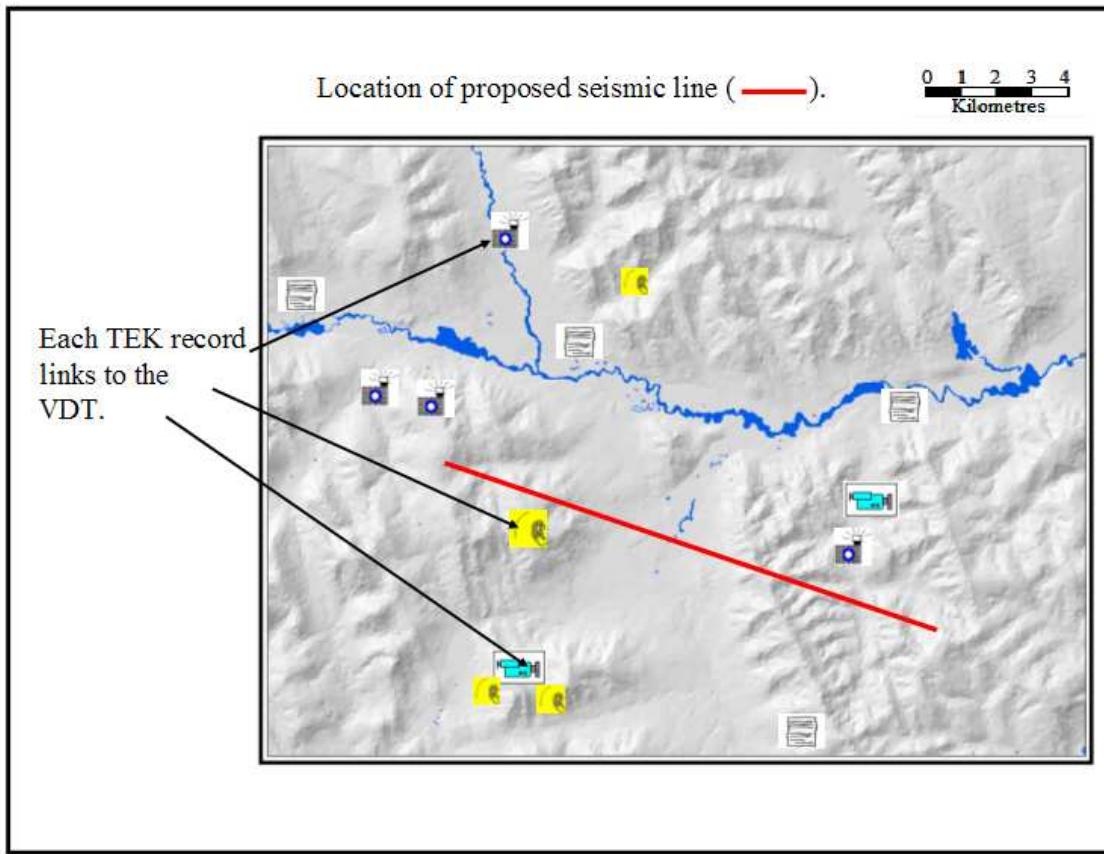 Location of proposed seismic line ( ).
0 1 2 3 4
Kilometres
Each TEK record
links to the
VDT.